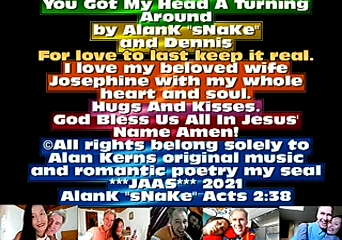 You Got My Head A Turning
Around
by AlanK "sNaKe"
and Dennis
For love to last keep it real.
I love my beloved wife
Josephine with my whole
heart and soul.
Hugs And Kisses.
God Bless Us All In Jesus'
Name Amen!
©All rights belong solely to
Alan Kerns original music
and romantic poetry my seal
***JAAS*** 2021
AlanK "sNaKe" Acts 2:38